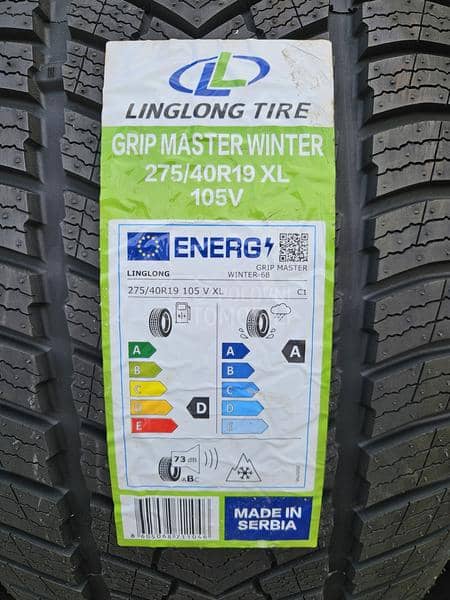 LINGLONG TIRE
GRIP MASTER WINTER
275/40R19 XL
105V
ENERG
LINGLONG
GRIP MASTER
WINTER-68
275/40R19 105 V XL C1
A A A
B B
C C
D D D
E E
73 dB
ABC
MADE IN
SERBIA